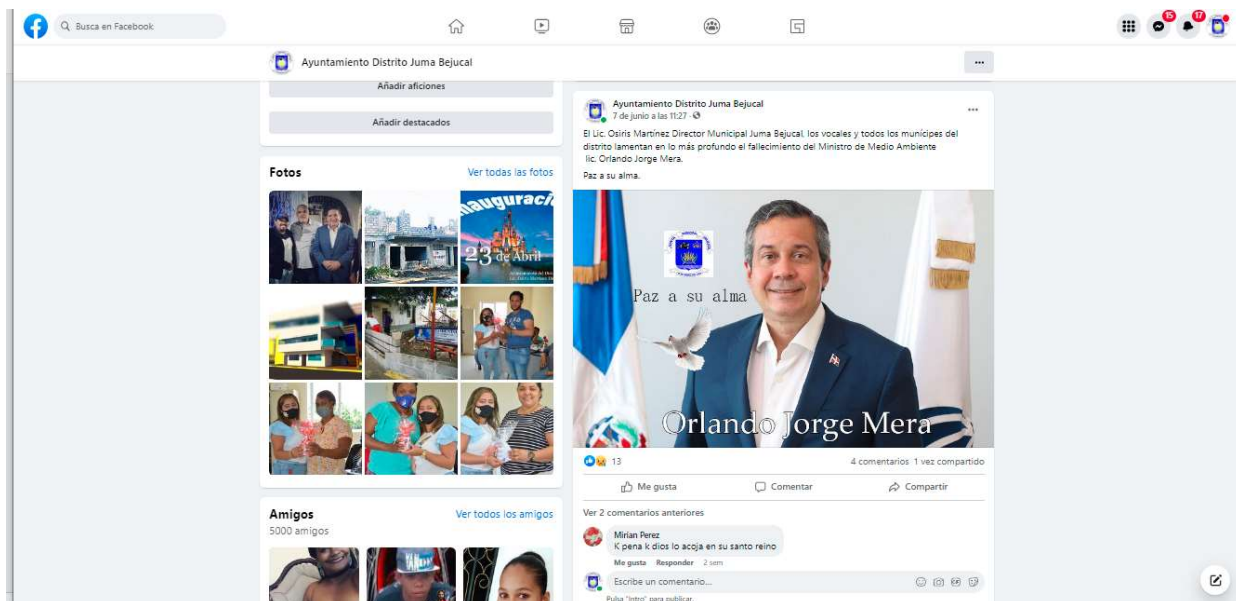 Busca en Facebook
15
17
Ayuntamiento Distrito Juma Bejucal
Añadir aficiones
Añadir destacados
Fotos
Ver todas las fotos
23 de Abril
Amigos
Ver todos los amigos
5000 amigos
Ayuntamiento Distrito Juma Bejucal
7 de junio a las 11:27 ·
El Lic. Osiris Martínez Director Municipal Juma Bejucal, los vocales y todos los munícipes del
distrito lamentan en lo más profundo el fallecimiento del Ministro de Medio Ambiente
lic. Orlando Jorge Mera.
Paz a su alma.
Paz a su alma
Orlando Jorge Mera
13
4 comentarios 1 vez compartido
Me gusta
Comentar
Compartir
Ver 2 comentarios anteriores
Mirian Perez
K pena k dios lo acoja en su santo reino
Me gusta Responder 2 sem
Escribe un comentario...
Pulsa "Intro" para publicar.